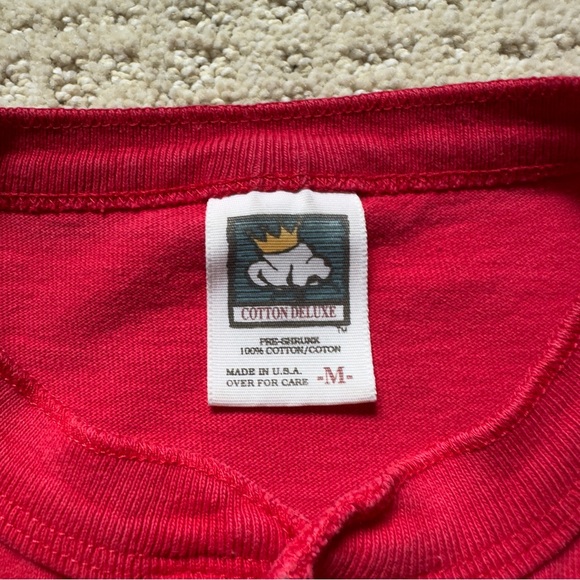 COTTON DELUXE
TM
PRE-SHRUNK
100% COTTON/COTON
MADE IN U.S.A.
OVER FOR CARE -M-